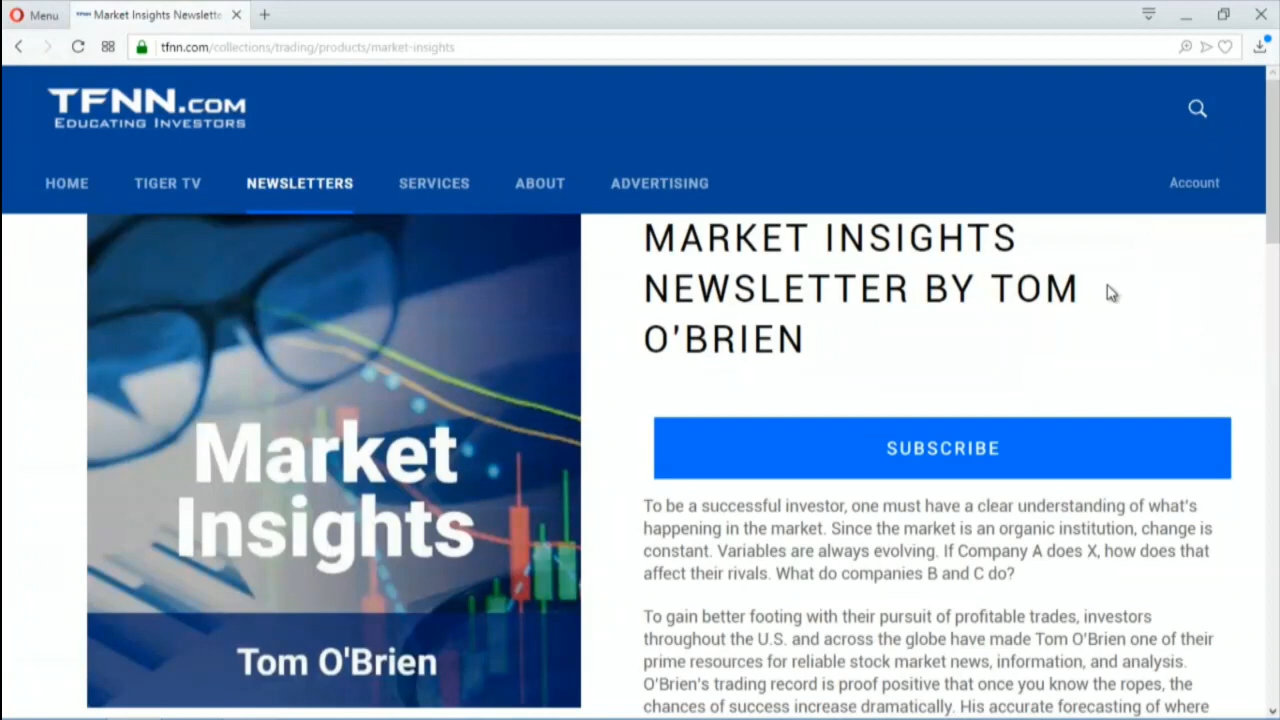 Menu
Market Insights Newslette
tfnn.com/collections/trading/products/market-insights
TFNN.COM
EDUCATING INVESTORS
HOME TIGER TV NEWSLETTERS SERVICES ABOUT ADVERTISING Account
Market
Insights
Tom O'Brien
MARKET INSIGHTS
NEWSLETTER BY TOM
O'BRIEN
SUBSCRIBE
To be a successful investor, one must have a clear understanding of what's
happening in the market. Since the market is an organic institution, change is
constant. Variables are always evolving. If Company A does X, how does that
affect their rivals. What do companies B and C do?
To gain better footing with their pursuit of profitable trades, investors
throughout the U.S. and across the globe have made Tom O'Brien one of their
prime resources for reliable stock market news, information, and analysis.
O'Brien's trading record is proof positive that once you know the ropes, the
chances of success increase dramatically. His accurate forecasting of where